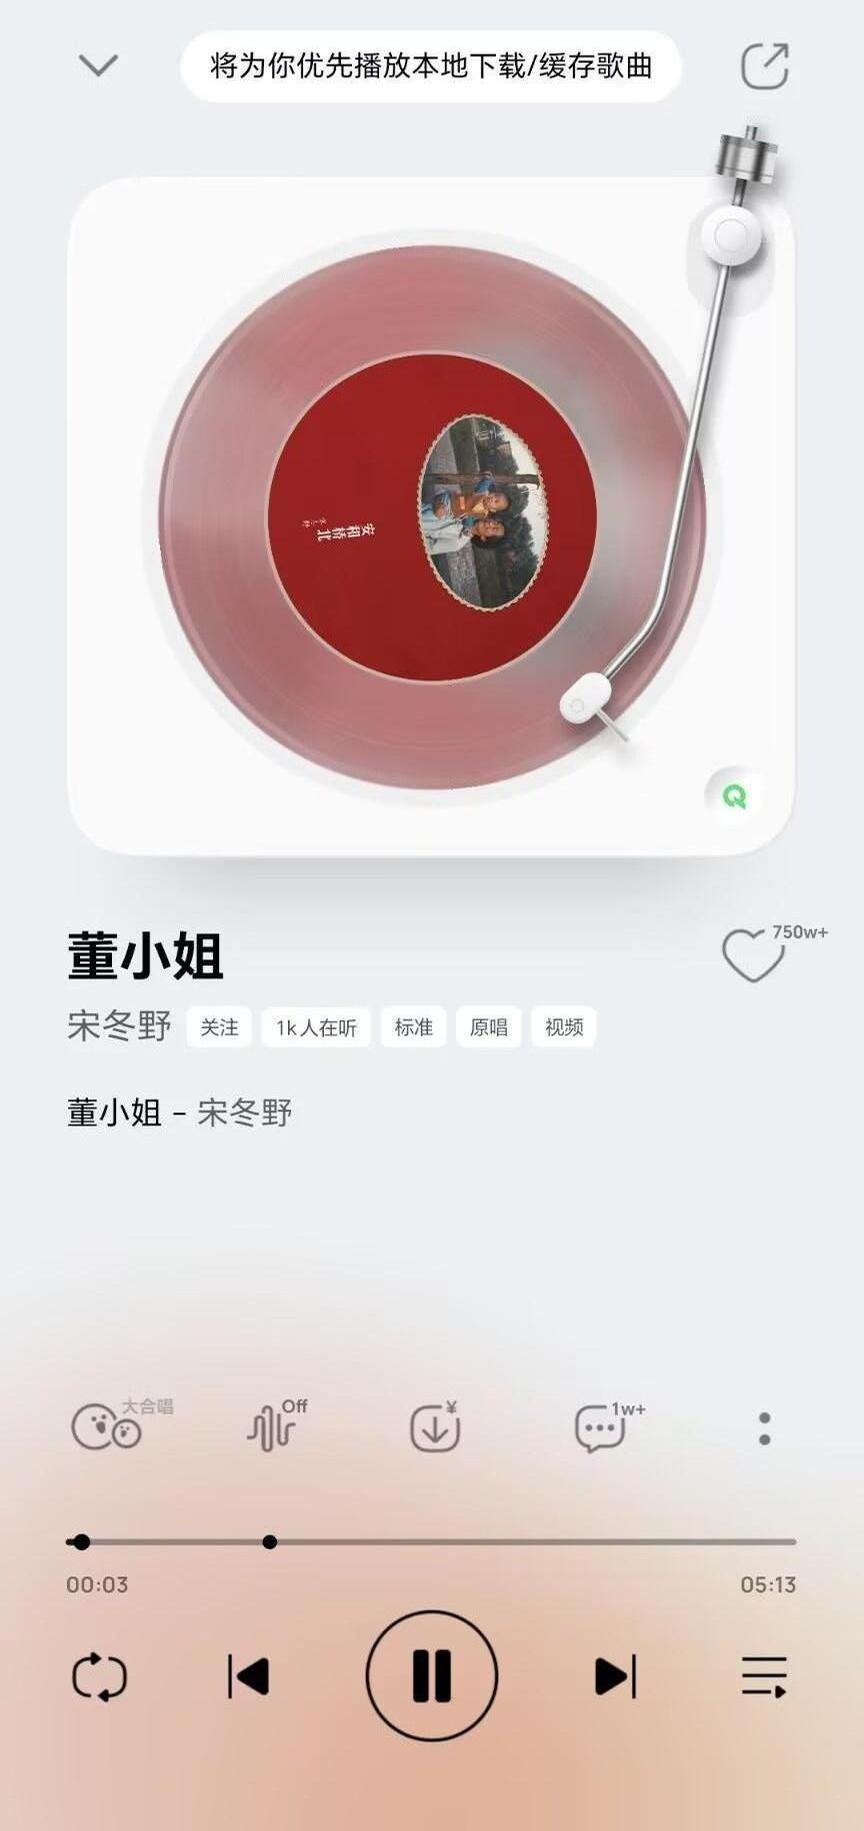 将为你优先播放本地下载/缓存歌曲
安和桥北
董小姐
750w+
宋冬野 关注 1k人在听 标准 原唱 视频
董小姐 – 宋冬野
大合唱 Off ¥ 1w+
00:03 05:13